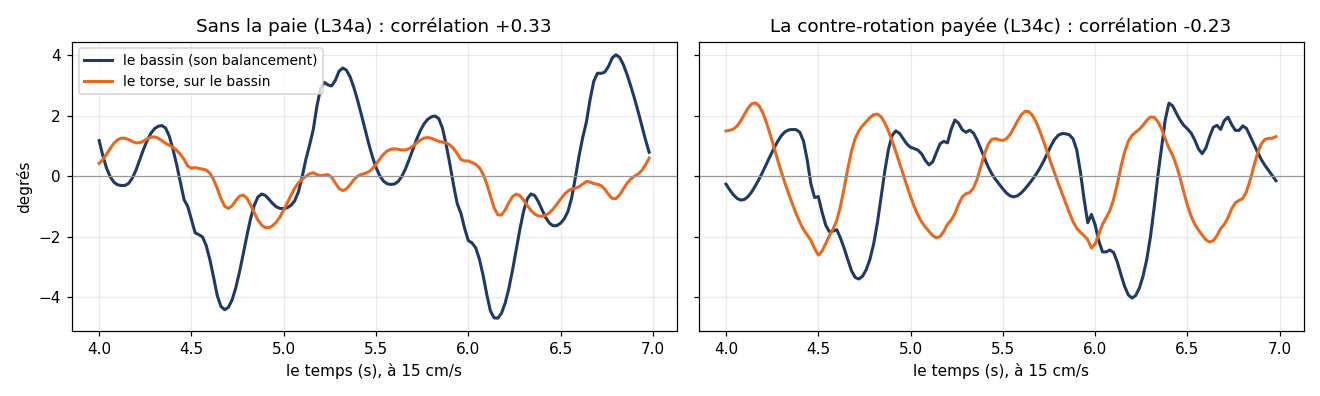 Sans la paie (L34a) : corrélation +0.33
La contre-rotation payée (L34c) : corrélation -0.23
le bassin (son balancement)
le torse, sur le bassin
degrés
4
2
0
−2
−4
4.0 4.5 5.0 5.5 6.0 6.5 7.0
4.0 4.5 5.0 5.5 6.0 6.5 7.0
le temps (s), à 15 cm/s
le temps (s), à 15 cm/s